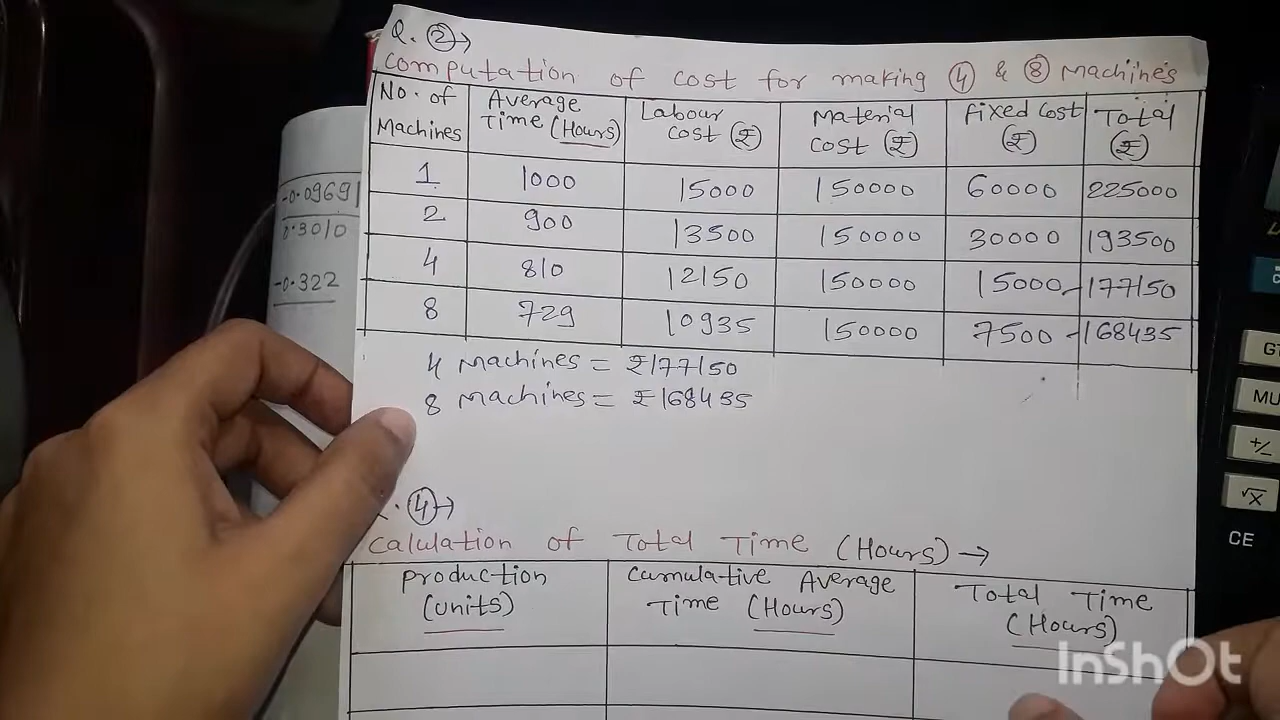 Q. ②→
Computation of cost for making ④ & ⑧ Machines
No. of Machines | Average Time (Hours) | Labour cost (₹) | Material cost (₹) | Fixed cost (₹) | Total (₹)
1 | 1000 | 15000 | 150000 | 60000 | 225000
2 | 900 | 13500 | 150000 | 30000 | 193500
4 | 810 | 12150 | 150000 | 15000 | 177150
8 | 729 | 10935 | 150000 | 7500 | 168435
4 Machines = ₹177150
8 Machines = ₹168435
④→
Calulation of Total Time (Hours) →
Production (units) | Cumulative Average Time (Hours) | Total Time (Hours)
-0.0969
0.3010
-0.322
GT
MU
+/-
√x
CE
InShOt